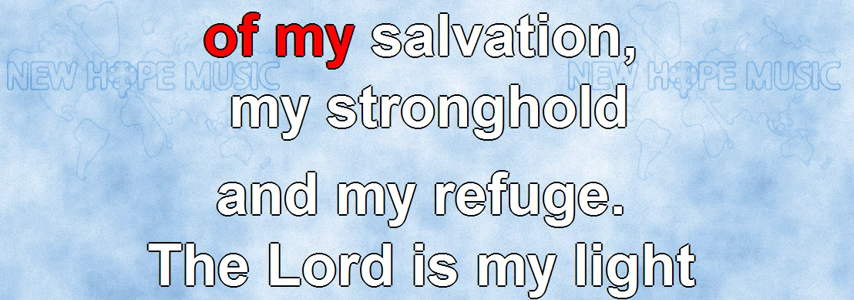 of my salvation,
NEW HOPE MUSIC NEW HOPE MUSIC
my stronghold
and my refuge.
The Lord is my light